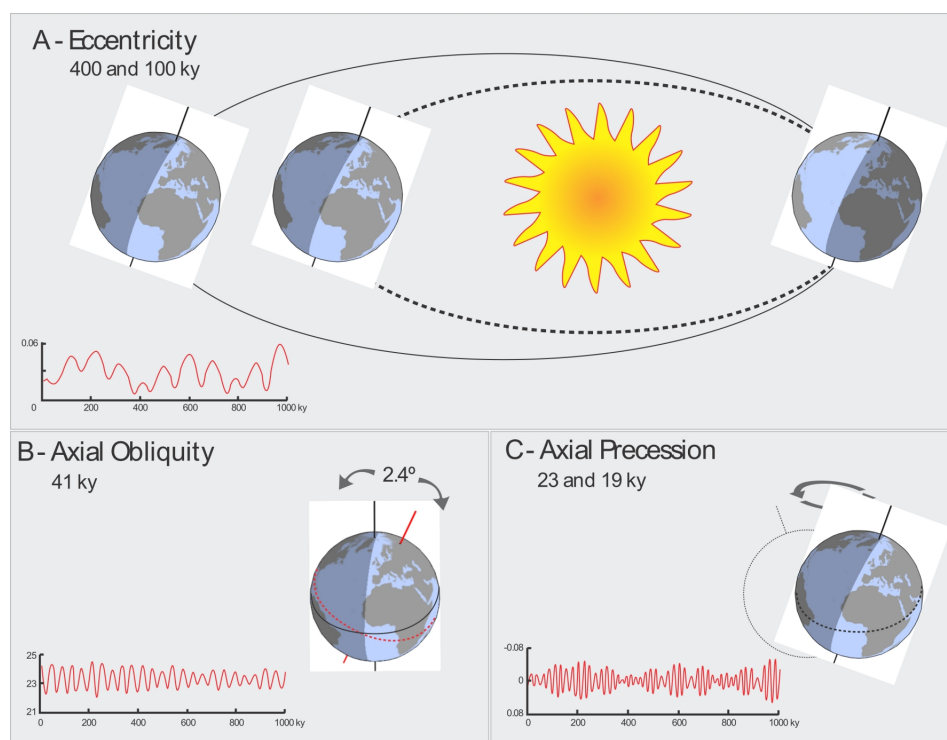 A - Eccentricity
400 and 100 ky
0.06
0 200 400 600 800 1000 ky
B - Axial Obliquity
41 ky
2.4º
25
23
21
0 200 400 600 800 1000 ky
C - Axial Precession
23 and 19 ky
-0.08
0
0.08
0 200 400 600 800 1000 ky